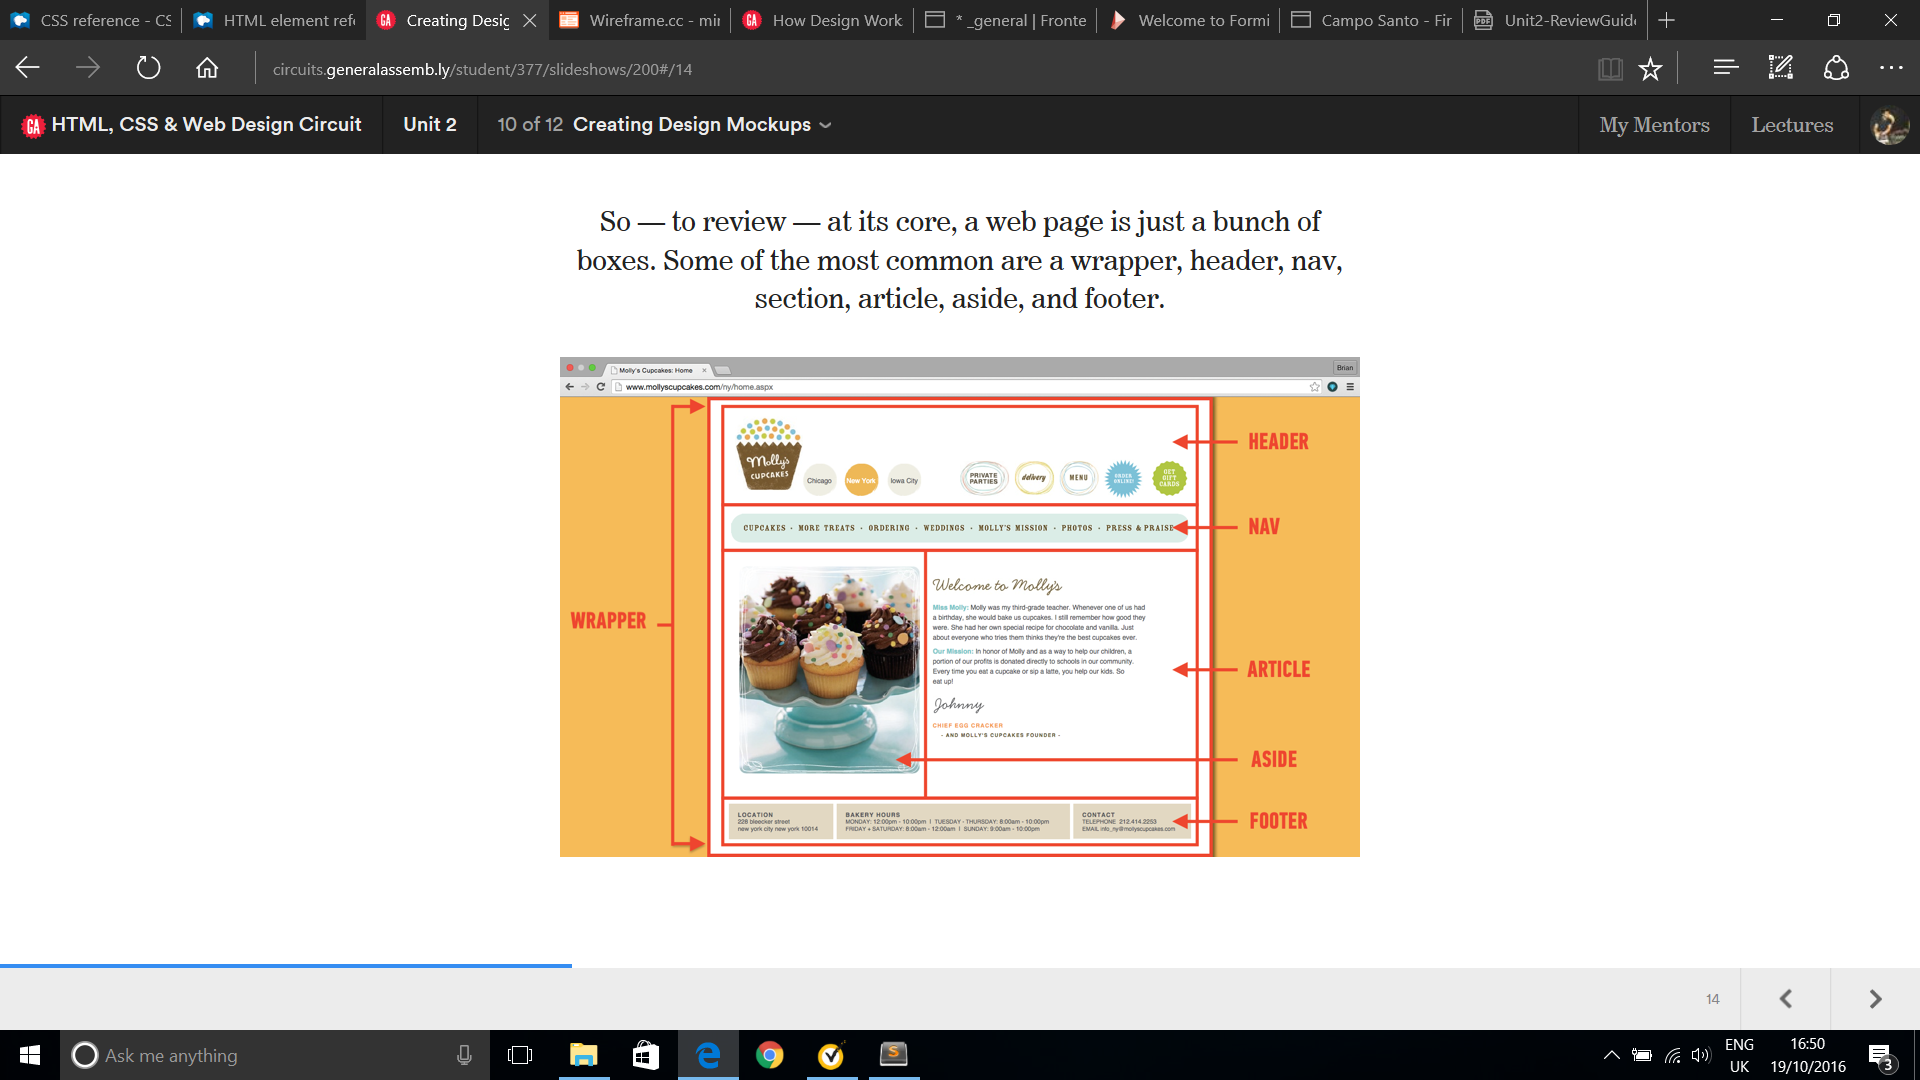 CSS reference - CS
HTML element refe
Creating Desig
Wireframe.cc - min
How Design Work
* _general | Fronte
Welcome to Formi
Campo Santo - Fir
Unit2-ReviewGuide
circuits.generalassemb.ly/student/377/slideshows/200#/14
GA HTML, CSS & Web Design Circuit
Unit 2
10 of 12 Creating Design Mockups
My Mentors
Lectures
So — to review — at its core, a web page is just a bunch of
boxes. Some of the most common are a wrapper, header, nav,
section, article, aside, and footer.
Molly's Cupcakes: Home
Brian
www.mollyscupcakes.com/ny/home.aspx
HEADER
Molly's
CUPCAKES
Chicago
New York
Iowa City
PRIVATE
PARTIES
delivery
MENU
ORDER
ONLINE!
GET
GIFT
CARDS
NAV
CUPCAKES · MORE TREATS · ORDERING · WEDDINGS · MOLLY'S MISSION · PHOTOS · PRESS & PRAISE
WRAPPER
Welcome to Molly's
Miss Molly: Molly was my third-grade teacher. Whenever one of us had
a birthday, she would bake us cupcakes. I still remember how good they
were. She had her own special recipe for chocolate and vanilla. Just
about everyone who tries them thinks they're the best cupcakes ever.
Our Mission: In honor of Molly and as a way to help our children, a
portion of our profits is donated directly to schools in our community.
Every time you eat a cupcake or sip a latte, you help our kids. So
eat up!
ARTICLE
Johnny
CHIEF EGG CRACKER
- AND MOLLY'S CUPCAKES FOUNDER -
ASIDE
LOCATION
228 bleecker street
new york city new york 10014
BAKERY HOURS
MONDAY: 12:00pm - 10:00pm | TUESDAY - THURSDAY: 8:00am - 10:00pm
FRIDAY + SATURDAY: 8:00am - 12:00am | SUNDAY: 9:00am - 10:00pm
CONTACT
TELEPHONE 212.414.2253
EMAIL info_ny@mollyscupcakes.com
FOOTER
14
Ask me anything
ENG
UK
16:50
19/10/2016
3